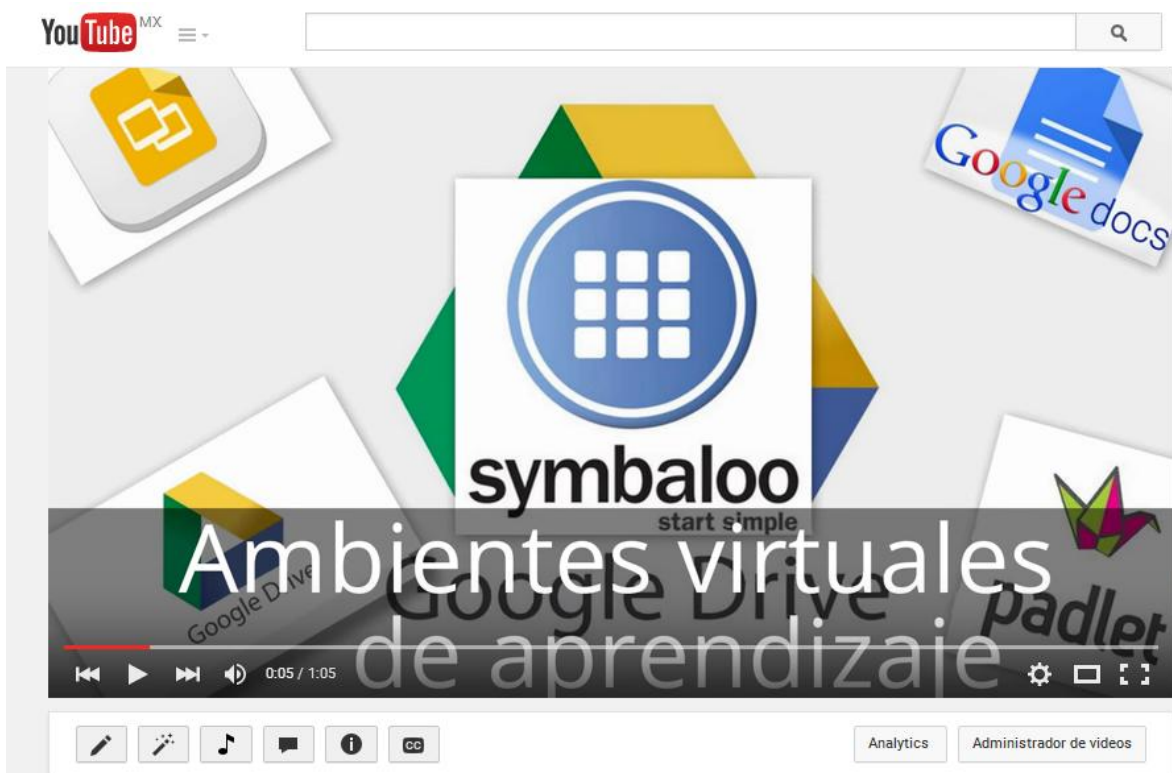 YouTube MX
Google docs
symbaloo
start simple
Google Drive
Google Drive
padlet
Ambientes virtuales
de aprendizaje
0:05 / 1:05
CC
Analytics
Administrador de videos